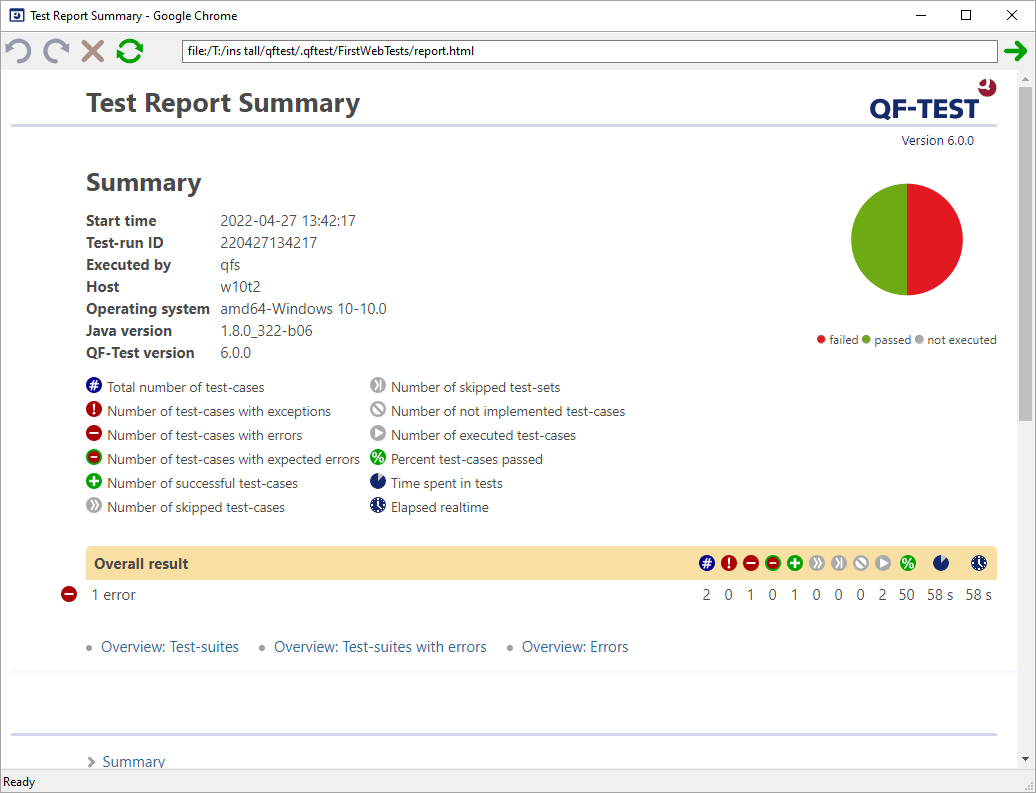 Test Report Summary - Google Chrome
file:/T:/ins tall/qftest/.qftest/FirstWebTests/report.html
Test Report Summary
QF-TEST
Version 6.0.0
Summary
Start time 2022-04-27 13:42:17
Test-run ID 220427134217
Executed by qfs
Host w10t2
Operating system amd64-Windows 10-10.0
Java version 1.8.0_322-b06
QF-Test version 6.0.0
failed passed not executed
# Total number of test-cases Number of skipped test-sets
! Number of test-cases with exceptions Number of not implemented test-cases
Number of test-cases with errors Number of executed test-cases
Number of test-cases with expected errors % Percent test-cases passed
Number of successful test-cases Time spent in tests
Number of skipped test-cases Elapsed realtime
Overall result # ! %
1 error 2 0 1 0 1 0 0 0 2 50 58 s 58 s
Overview: Test-suites Overview: Test-suites with errors Overview: Errors
Summary
Ready